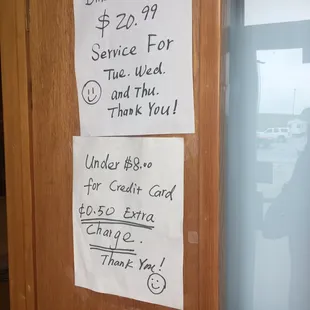 $20.99
Service For
Tue. Wed.
and Thu.
Thank You!
Under $8.00
for Credit Card
¢0.50 Extra
Charge.
Thank You!